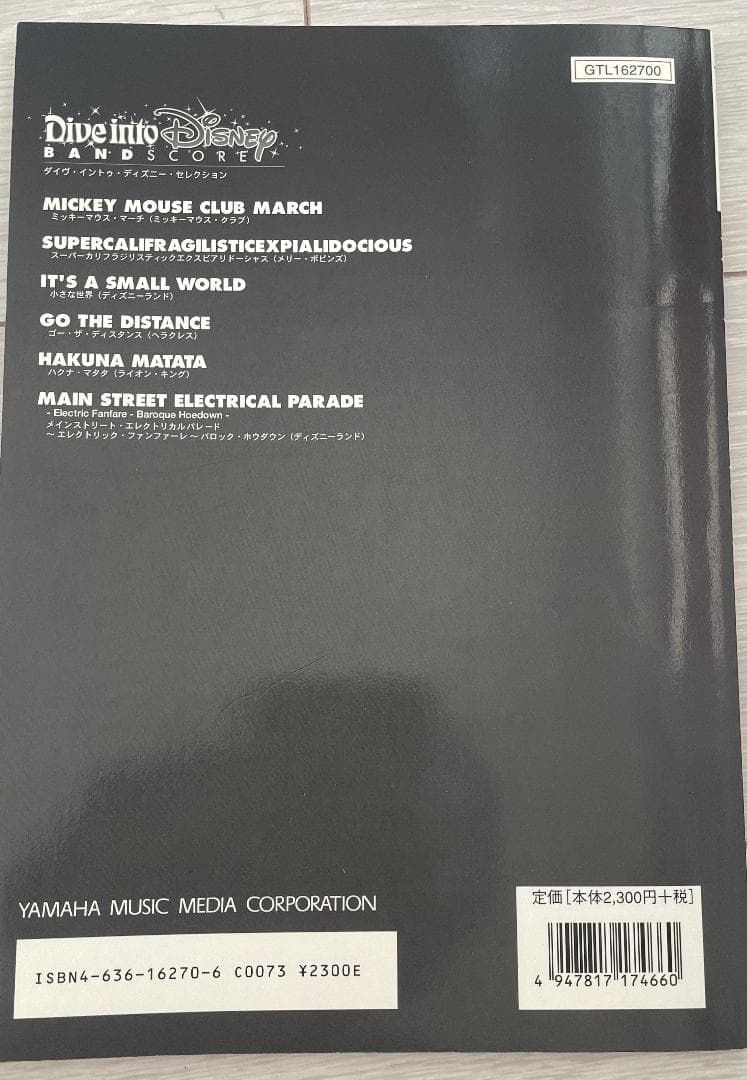 GTL162700
Dive into Disney
BAND SCORE
ダイヴ・イントゥ・ディズニー・セレクション
MICKEY MOUSE CLUB MARCH
ミッキーマウス・マーチ（ミッキーマウス・クラブ）
SUPERCALIFRAGILISTICEXPIALIDOCIOUS
スーパーカリフラジリスティックエクスピアリドーシャス（メリー・ポピンズ）
IT'S A SMALL WORLD
小さな世界（ディズニーランド）
GO THE DISTANCE
ゴー・ザ・ディスタンス（ヘラクレス）
HAKUNA MATATA
ハクナ・マタタ（ライオン・キング）
MAIN STREET ELECTRICAL PARADE
- Electric Fanfare - Baroque Hoedown -
メインストリート・エレクトリカルパレード
～エレクトリック・ファンファーレ～バロック・ホウダウン（ディズニーランド）
YAMAHA MUSIC MEDIA CORPORATION
ISBN4-636-16270-6 C0073 ¥2300E
定価[本体2,300円+税]
4 947817 174660